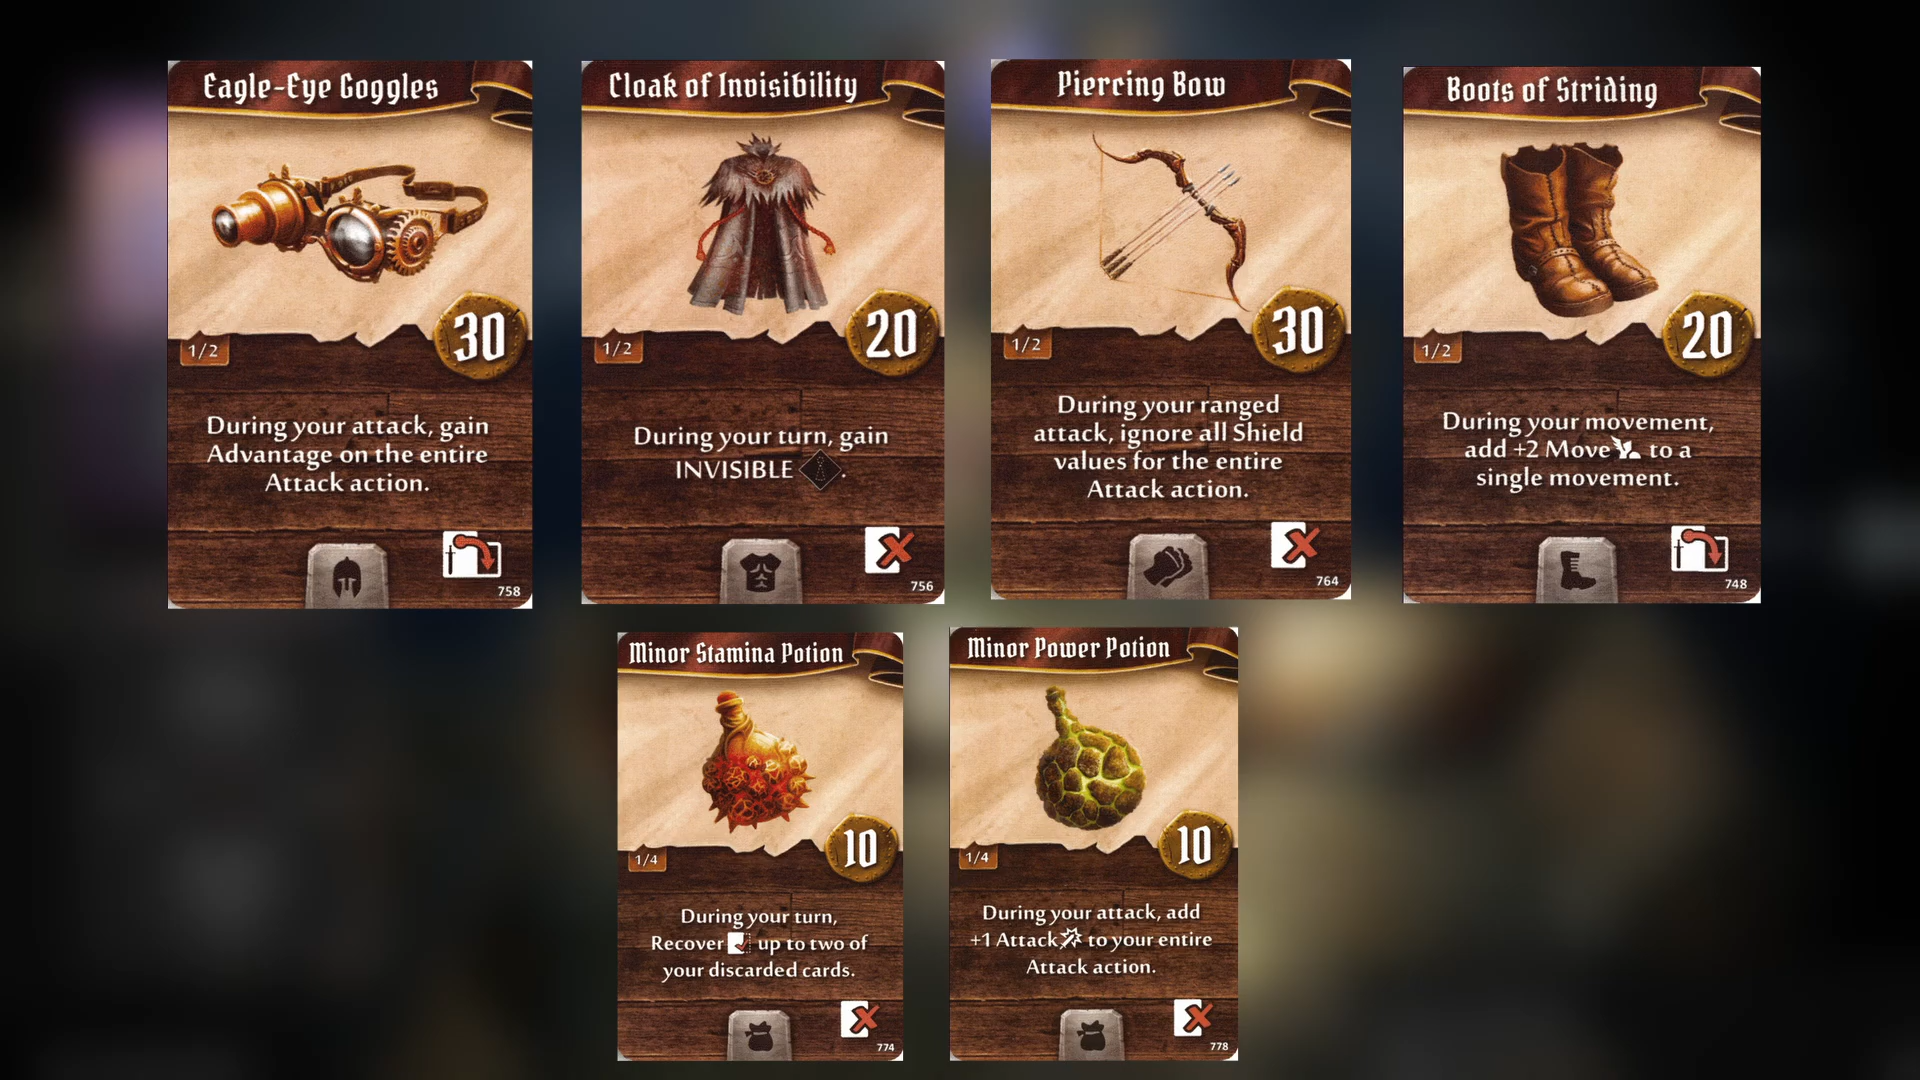 Eagle-Eye Goggles
30
1/2
During your attack, gain
Advantage on the entire
Attack action.
758
Cloak of Invisibility
20
1/2
During your turn, gain
INVISIBLE.
756
Piercing Bow
30
1/2
During your ranged
attack, ignore all Shield
values for the entire
Attack action.
764
Boots of Striding
20
1/2
During your movement,
add +2 Move to a
single movement.
748
Minor Stamina Potion
10
1/4
During your turn,
Recover up to two of
your discarded cards.
774
Minor Power Potion
10
1/4
During your attack, add
+1 Attack to your entire
Attack action.
778